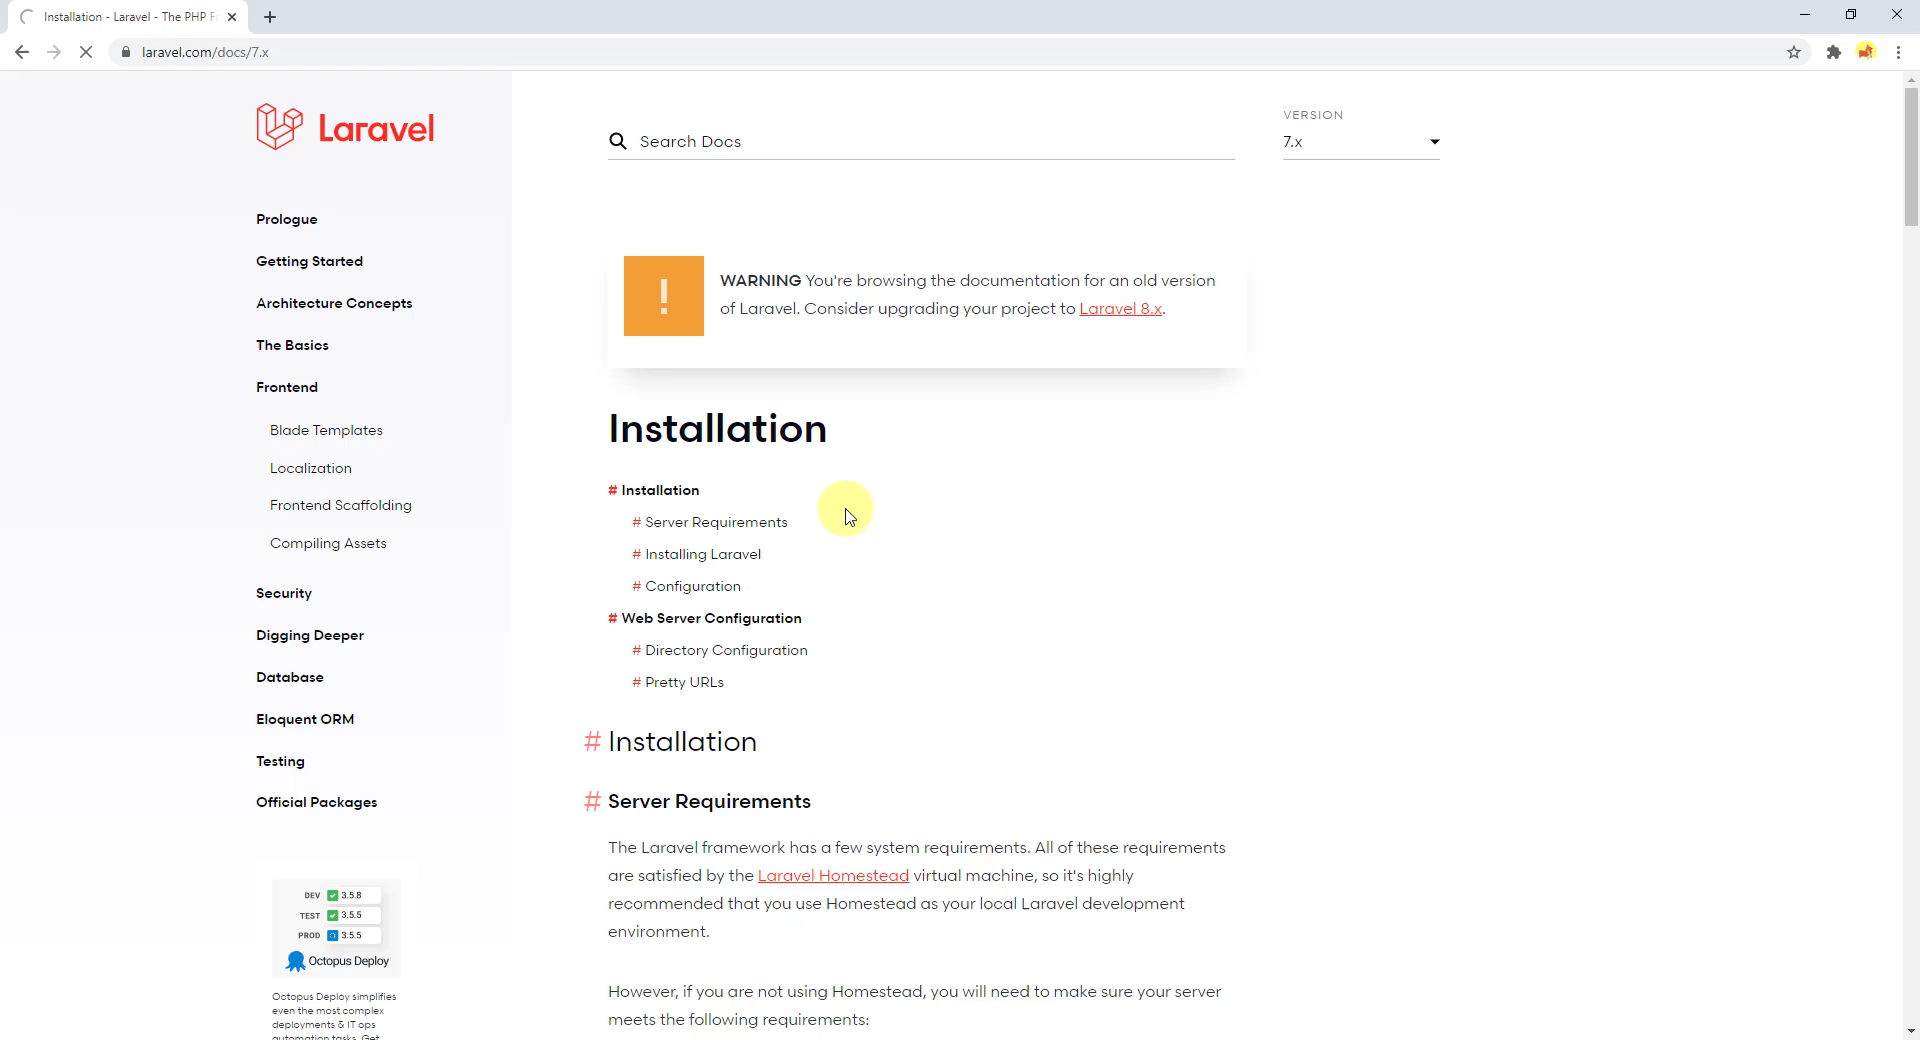 Installation - Laravel - The PHP F
laravel.com/docs/7.x
Laravel
Prologue
Getting Started
Architecture Concepts
The Basics
Frontend
Blade Templates
Localization
Frontend Scaffolding
Compiling Assets
Security
Digging Deeper
Database
Eloquent ORM
Testing
Official Packages
DEV 3.5.8
TEST 3.5.5
PROD 3.5.5
Octopus Deploy
Octopus Deploy simplifies
even the most complex
deployments & IT ops
automation tasks. Get
Search Docs
VERSION
7.x
!
WARNING You're browsing the documentation for an old version
of Laravel. Consider upgrading your project to Laravel 8.x.
Installation
# Installation
# Server Requirements
# Installing Laravel
# Configuration
# Web Server Configuration
# Directory Configuration
# Pretty URLs
# Installation
# Server Requirements
The Laravel framework has a few system requirements. All of these requirements
are satisfied by the Laravel Homestead virtual machine, so it's highly
recommended that you use Homestead as your local Laravel development
environment.
However, if you are not using Homestead, you will need to make sure your server
meets the following requirements: